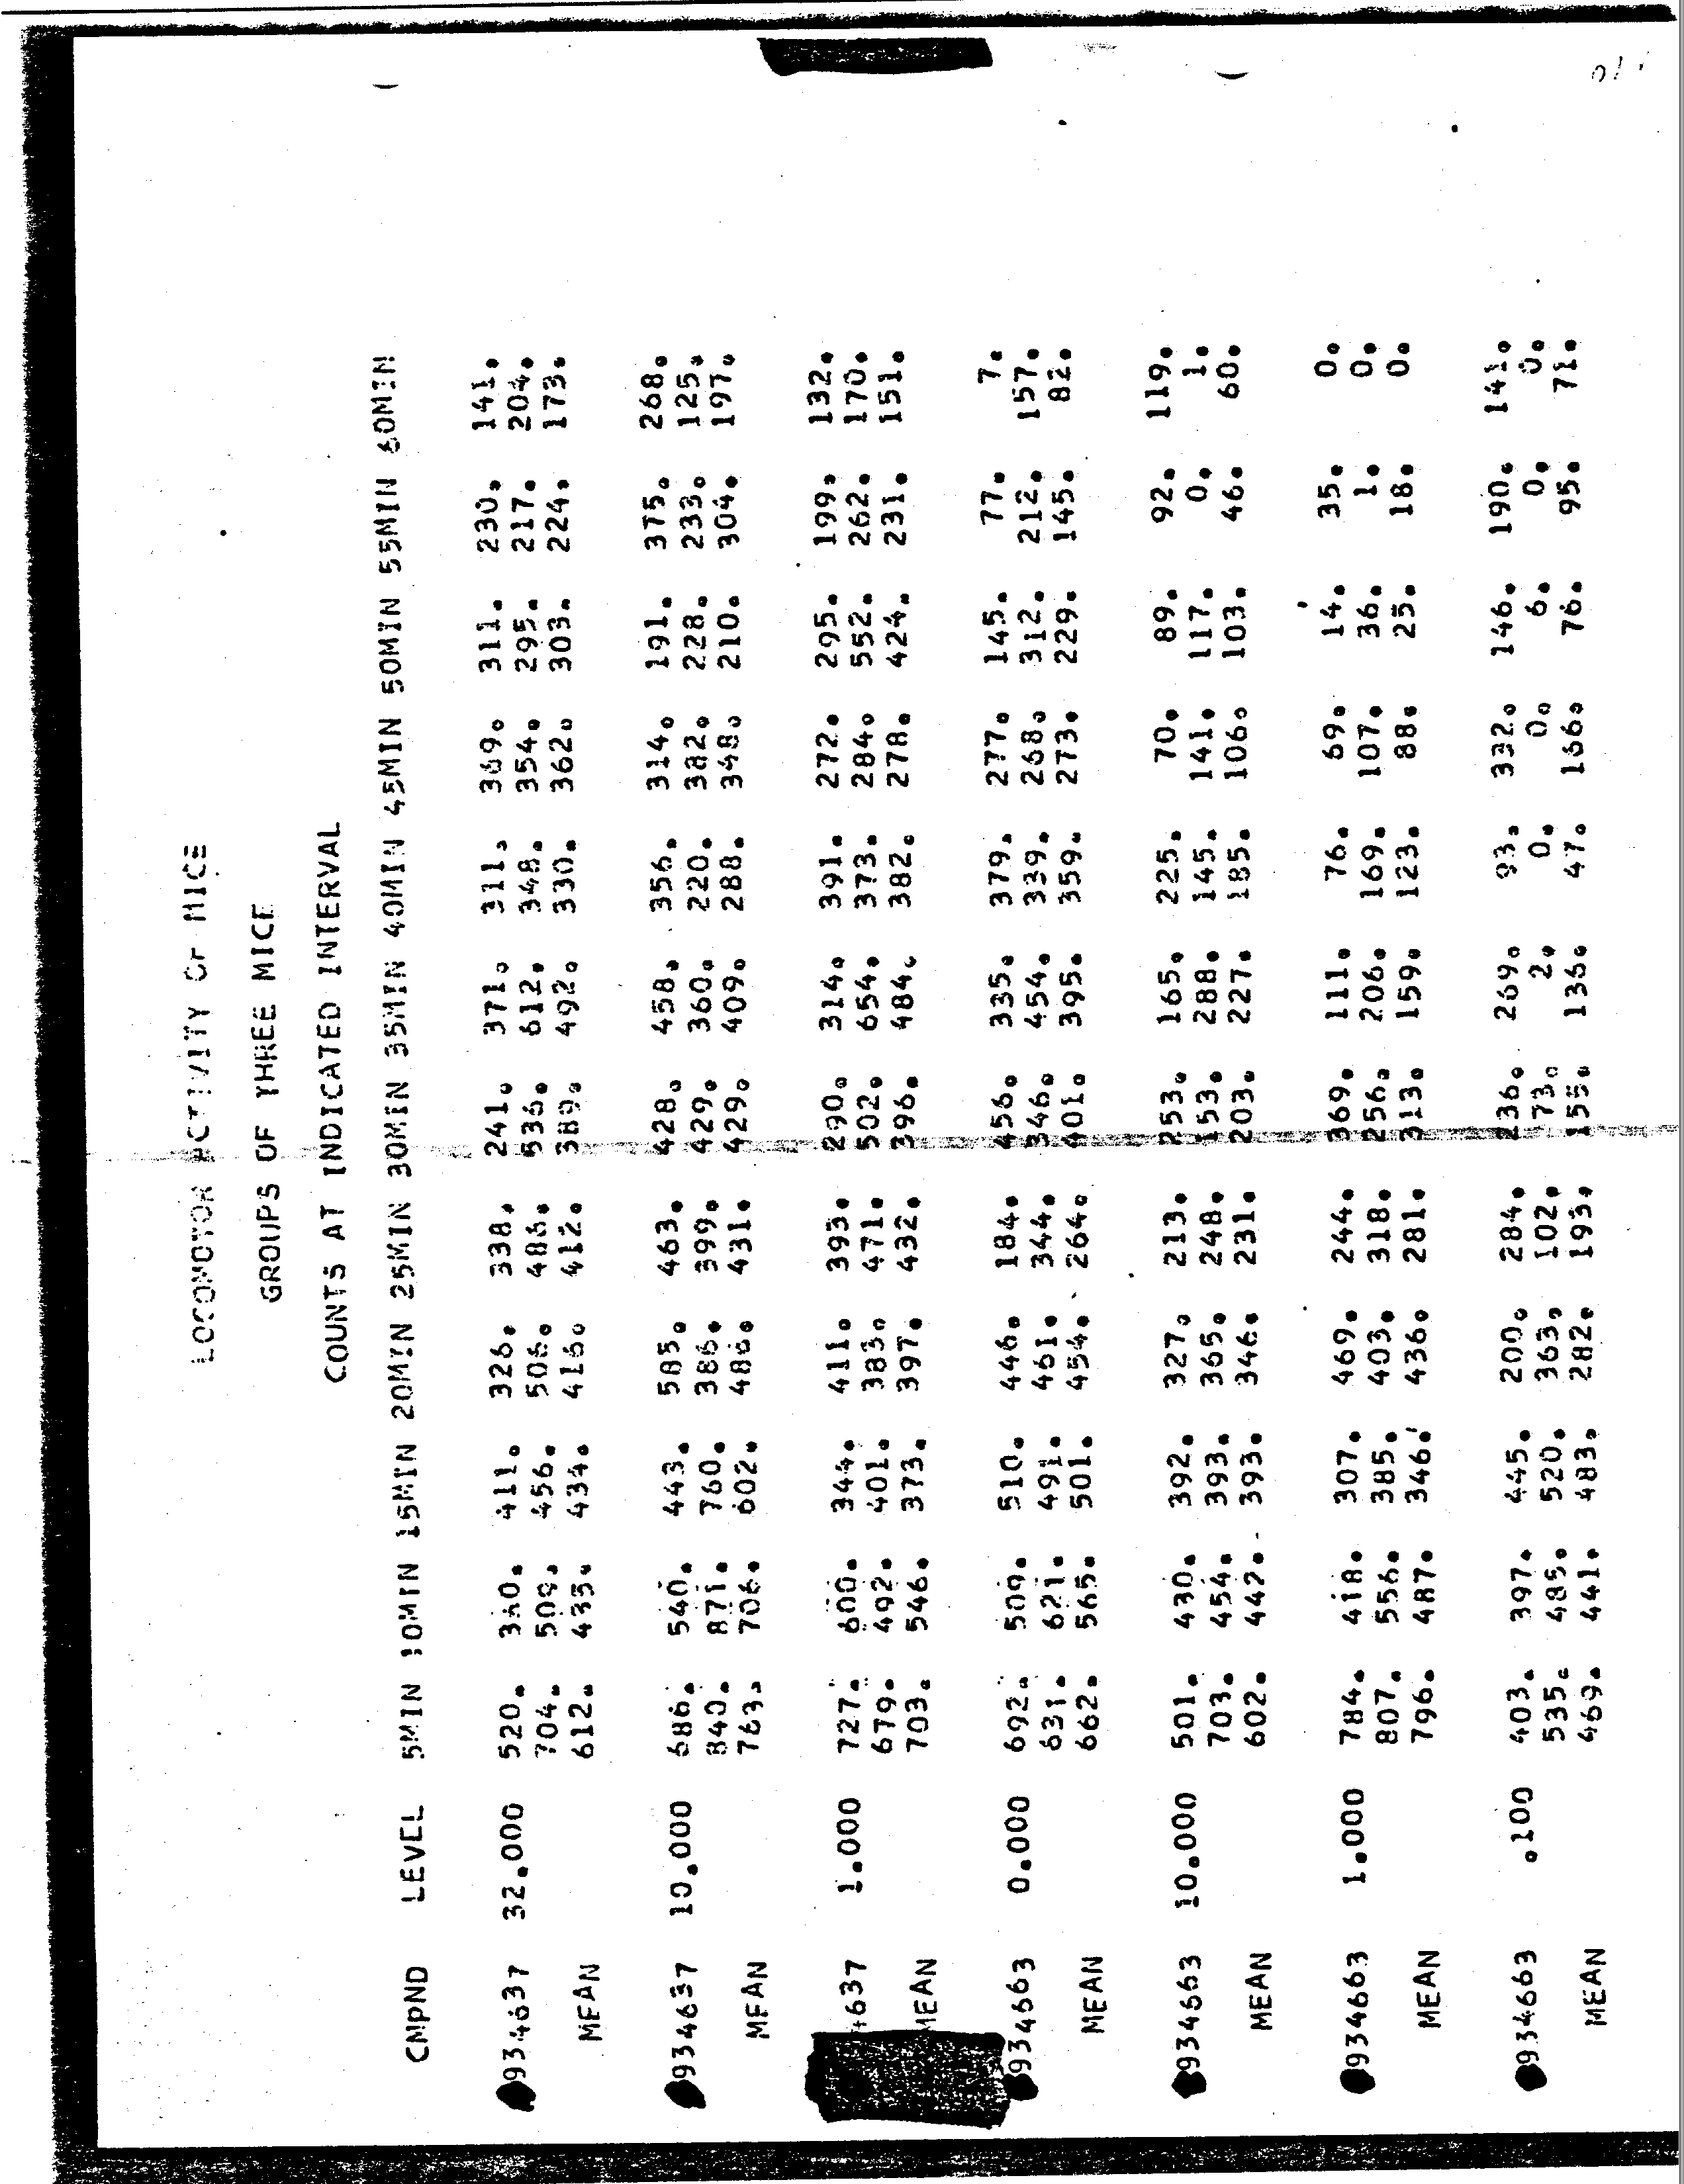 LOCOMOTOR ACTIVITY OF MICE
GROUPS OF THREE MICE
COUNTS AT INDICATED INTERVAL
CMPND LEVEL 5MIN 10MIN 15MIN 20MIN 25MIN 30MIN 35MIN 40MIN 45MIN 50MIN 55MIN 60MIN
934637 32.000 520. 360. 411. 326. 338. 241. 371. 311. 369. 311. 230. 141.
704. 509. 456. 506. 486. 536. 612. 348. 354. 295. 217. 204.
MEAN 612. 435. 434. 416. 412. 389. 492. 330. 362. 303. 224. 173.
934637 10.000 686. 540. 443. 585. 463. 428. 458. 356. 314. 191. 375. 268.
840. 871. 760. 386. 399. 429. 360. 220. 382. 228. 233. 125.
MEAN 763. 706. 602. 486. 431. 429. 409. 288. 348. 210. 304. 197.
4637 1.000 727. 600. 344. 411. 393. 290. 314. 391. 272. 295. 199. 132.
679. 492. 401. 383. 471. 502. 654. 373. 284. 552. 262. 170.
MEAN 703. 546. 373. 397. 432. 396. 484. 382. 278. 424. 231. 151.
934663 0.000 692. 509. 510. 446. 184. 456. 335. 379. 277. 145. 77. 7.
631. 621. 491. 461. 344. 346. 454. 339. 268. 312. 212. 157.
MEAN 662. 565. 501. 454. 264. 401. 395. 359. 273. 229. 145. 82.
934663 10.000 501. 430. 392. 327. 213. 253. 165. 225. 70. 89. 92. 119.
703. 454. 393. 365. 248. 153. 288. 145. 141. 117. 0. 1.
MEAN 602. 442. 393. 346. 231. 203. 227. 185. 106. 103. 46. 60.
934663 1.000 784. 418. 307. 469. 244. 369. 111. 76. 69. 14. 35. 0.
807. 556. 385. 403. 318. 256. 206. 169. 107. 36. 1. 0.
MEAN 796. 487. 346. 436. 281. 313. 159. 123. 88. 25. 18. 0.
934663 .100 403. 397. 445. 200. 284. 236. 269. 93. 332. 146. 190. 141.
535. 485. 520. 363. 102. 73. 2. 0. 0. 6. 0. 0.
MEAN 469. 441. 483. 282. 193. 155. 136. 47. 166. 76. 95. 71.